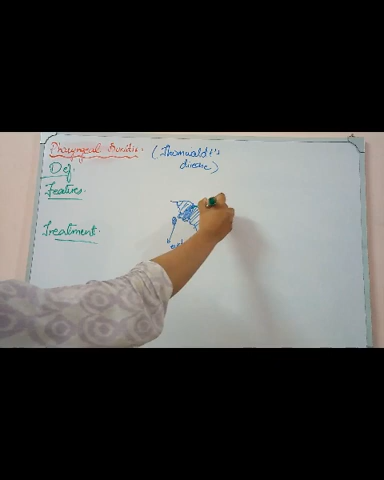 Pharyngeal Bursitis. (Thornwaldt's
disease)
Def.
Features.
Treatment.